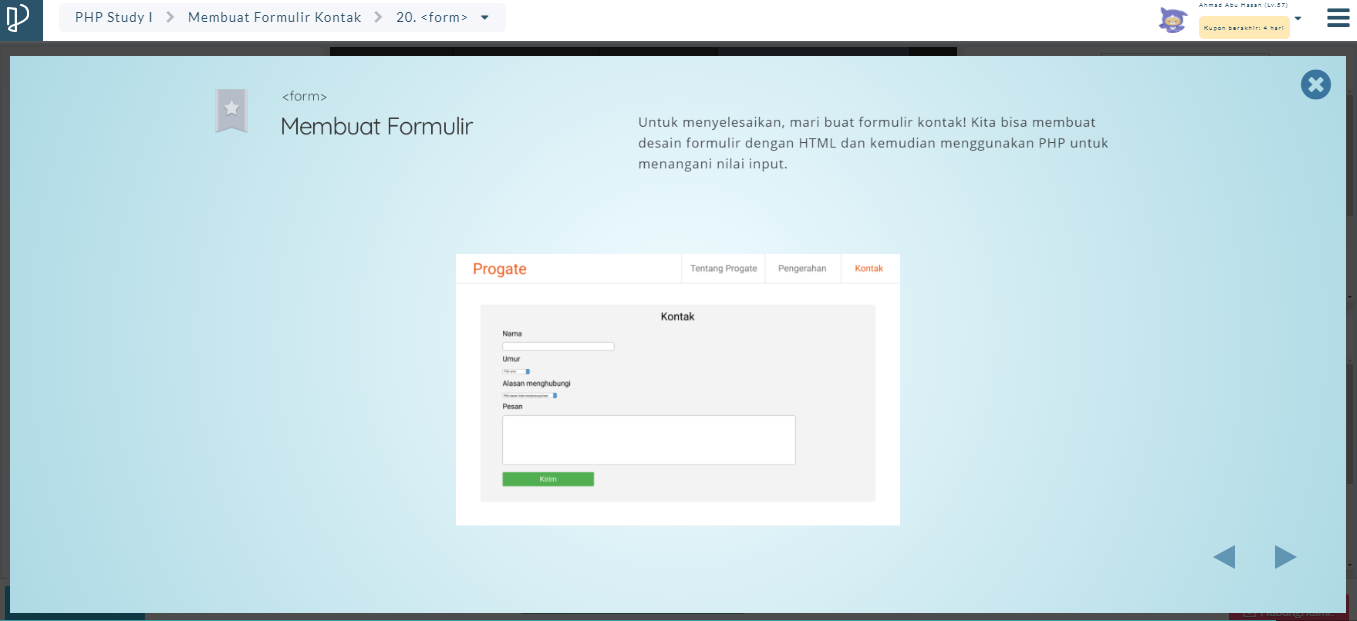 PHP Study I
Membuat Formulir Kontak
20. <form>
Ahmad Abu Hasan (Lv.57)
Kupon berakhir: 4 hari
<form>
Membuat Formulir
Untuk menyelesaikan, mari buat formulir kontak! Kita bisa membuat
desain formulir dengan HTML dan kemudian menggunakan PHP untuk
menangani nilai input.
Progate
Tentang Progate
Pengerahan
Kontak
Kontak
Nama
Umur
Alasan menghubungi
Pesan
Kirim